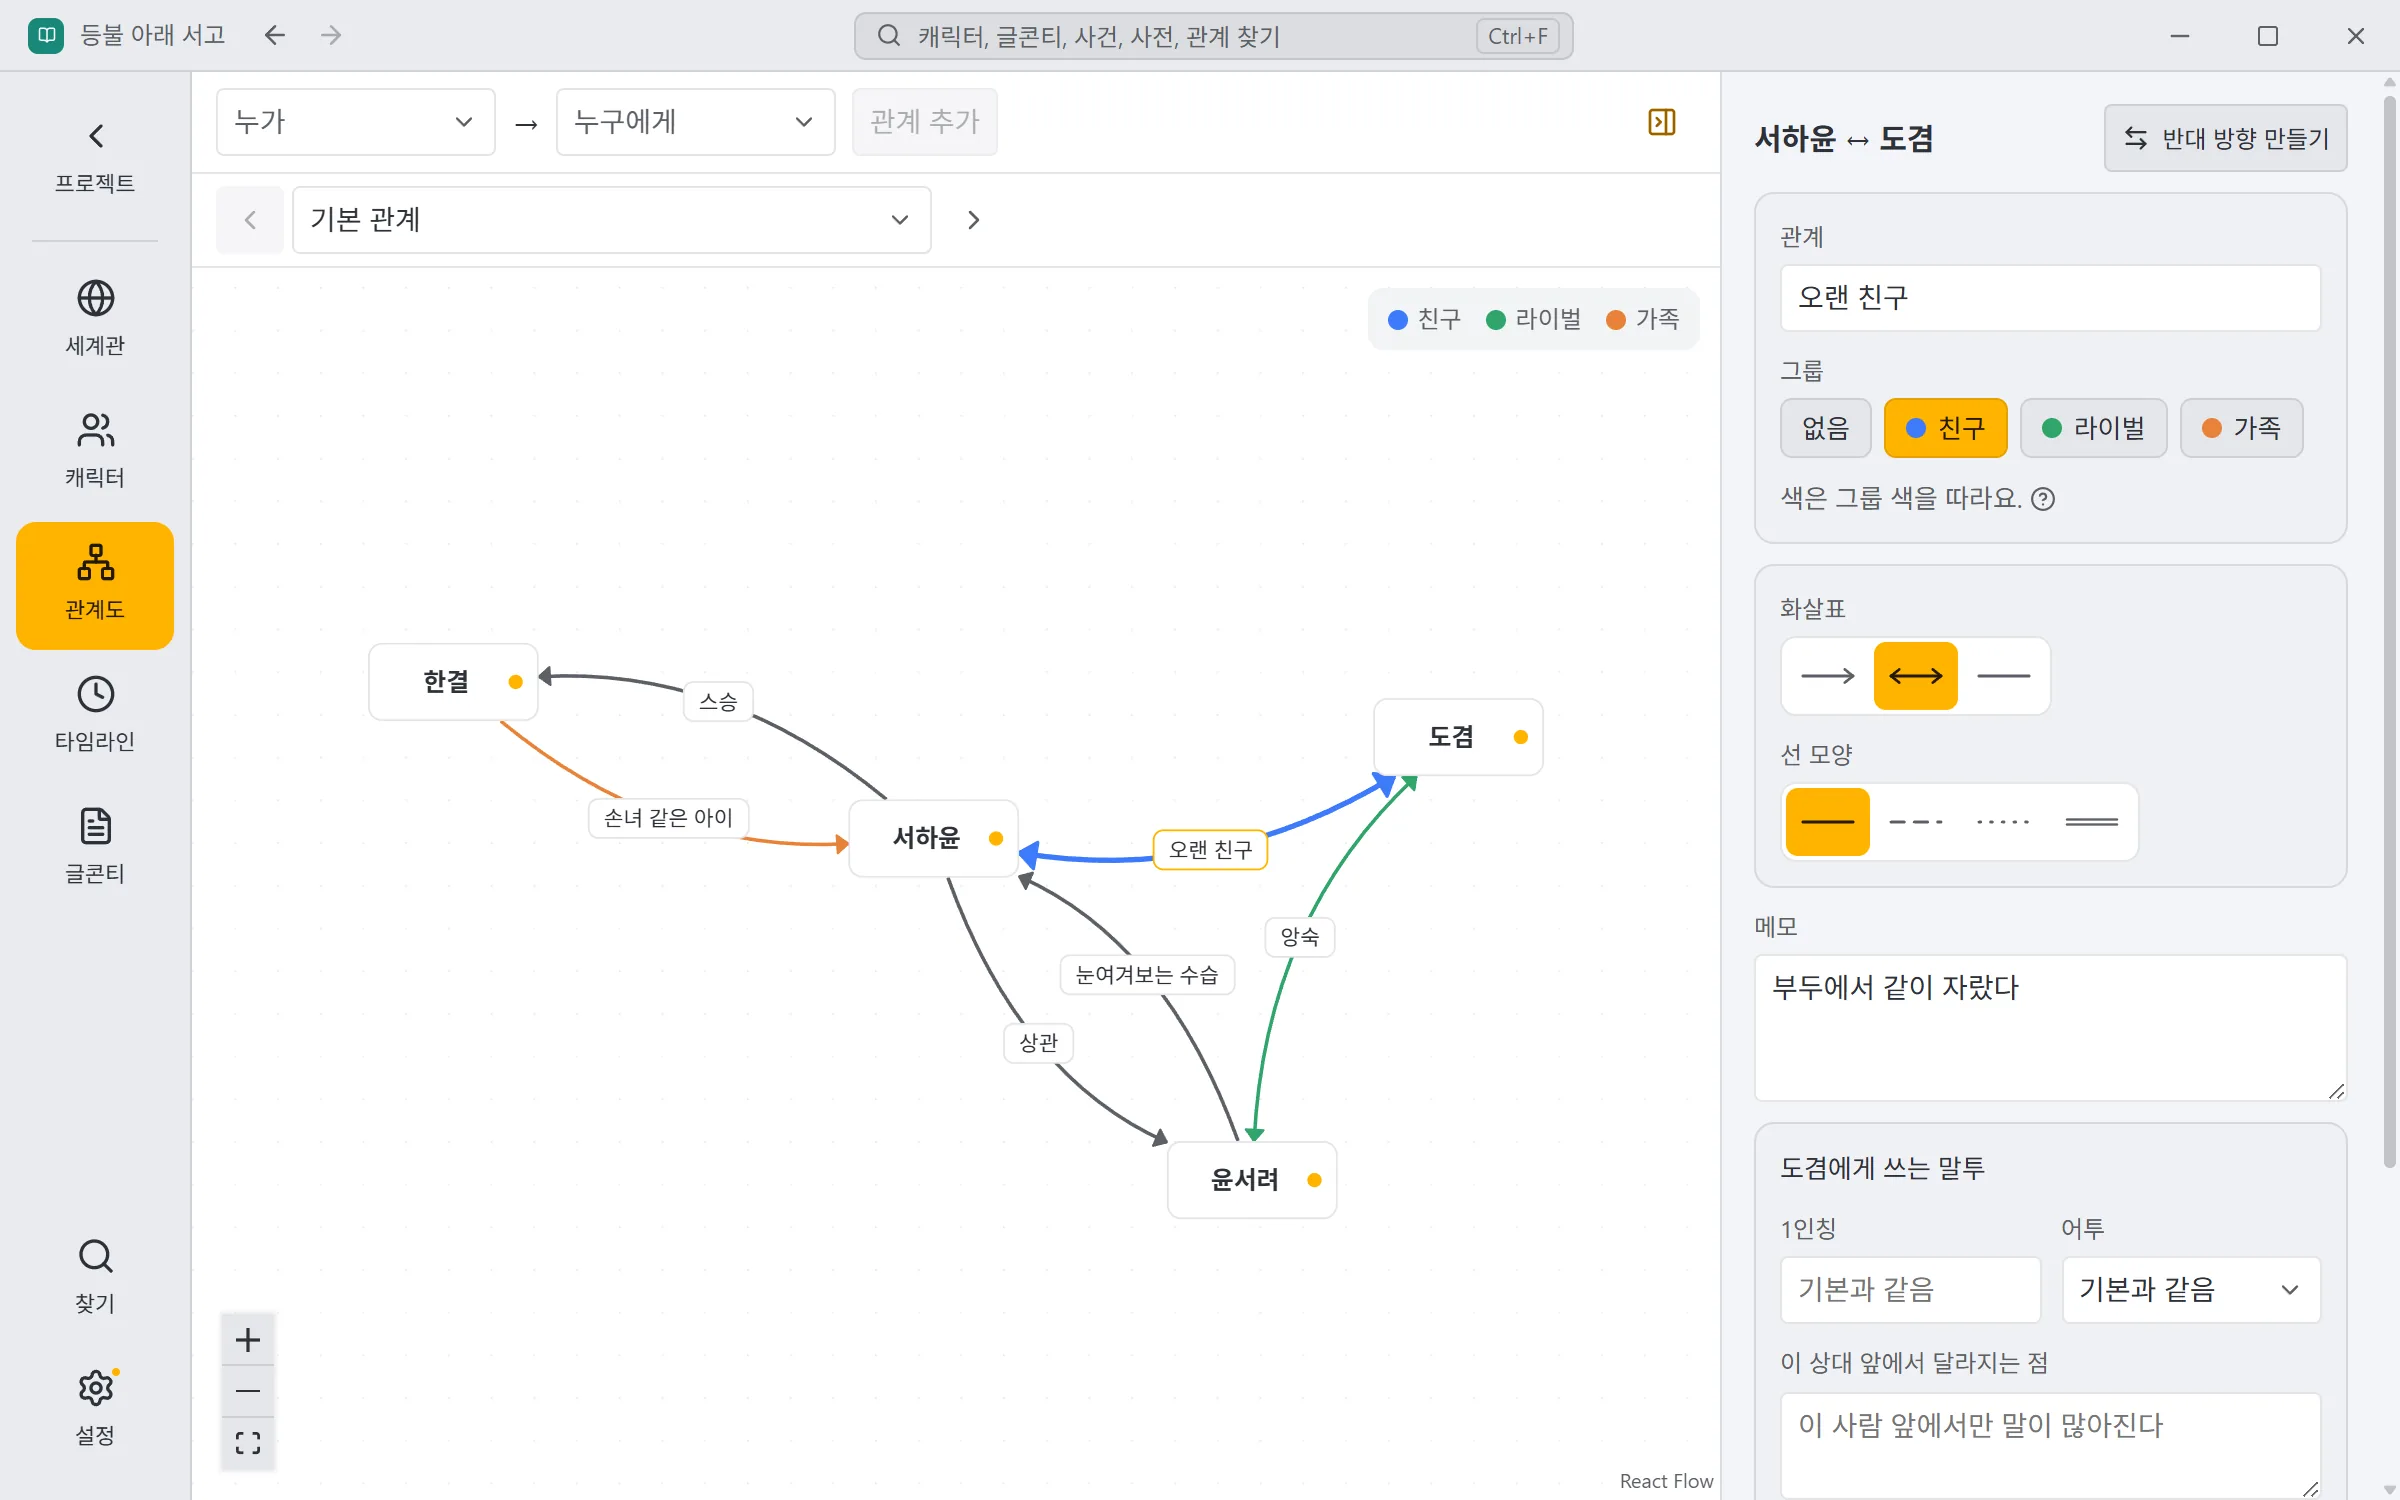 등불 아래 서고
캐릭터, 글콘티, 사건, 사전, 관계 찾기
Ctrl+F
프로젝트
세계관
캐릭터
관계도
타임라인
글콘티
찾기
설정
누가
→
누구에게
관계 추가
기본 관계
친구
라이벌
가족
한결
스승
손녀 같은 아이
서하윤
도겸
오랜 친구
앙숙
눈여겨보는 수습
상관
윤서려
React Flow
서하윤 ↔ 도겸
반대 방향 만들기
관계
오랜 친구
그룹
없음
친구
라이벌
가족
색은 그룹 색을 따라요.
화살표
선 모양
메모
부두에서 같이 자랐다
도겸에게 쓰는 말투
1인칭
어투
기본과 같음
기본과 같음
이 상대 앞에서 달라지는 점
이 사람 앞에서만 말이 많아진다